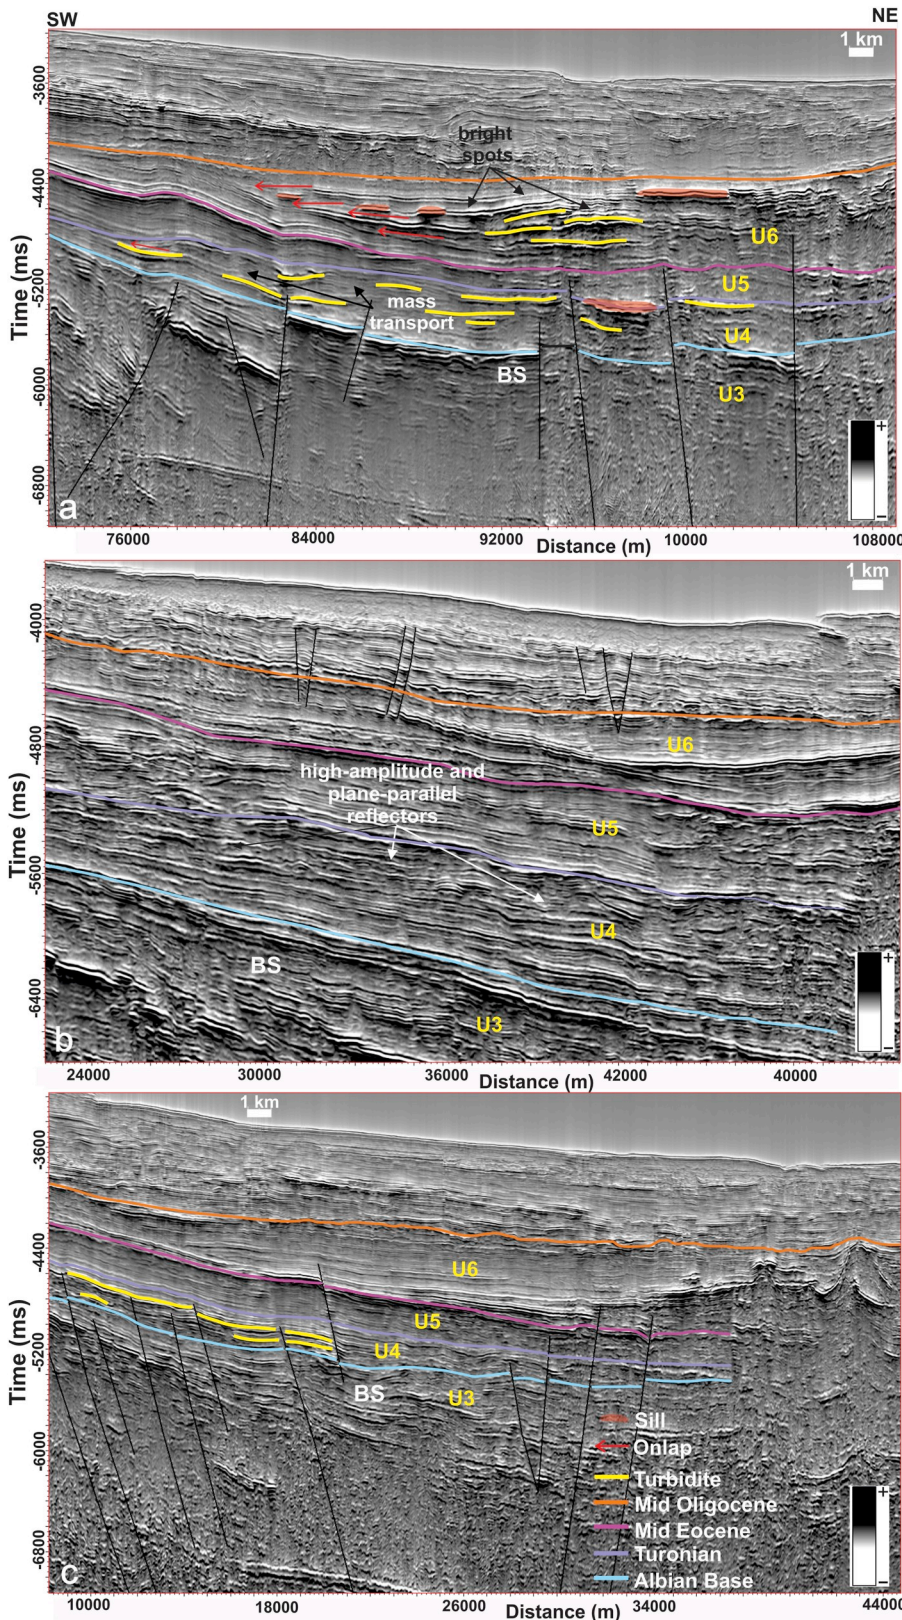 SW
NE
1 km
-3600
bright
spots
-4400
U6
Time (ms)
U5
-5200
mass
transport
U4
BS
U3
-6000
+
-6800
a
–
76000
84000
92000
Distance (m)
10000
108000
1 km
-4000
U6
-4800
high-amplitude and
plane-parallel
reflectors
U5
Time (ms)
-5600
U4
BS
+
-6400
U3
b
–
24000
30000
36000
Distance (m)
42000
40000
1 km
-3600
-4400
U6
Time (ms)
U5
-5200
U4
BS
U3
Sill
-6000
Onlap
Turbidite
+
Mid Oligocene
Mid Eocene
-6800
Turonian
c
Albian Base
–
10000
18000
26000
Distance (m)
34000
44000